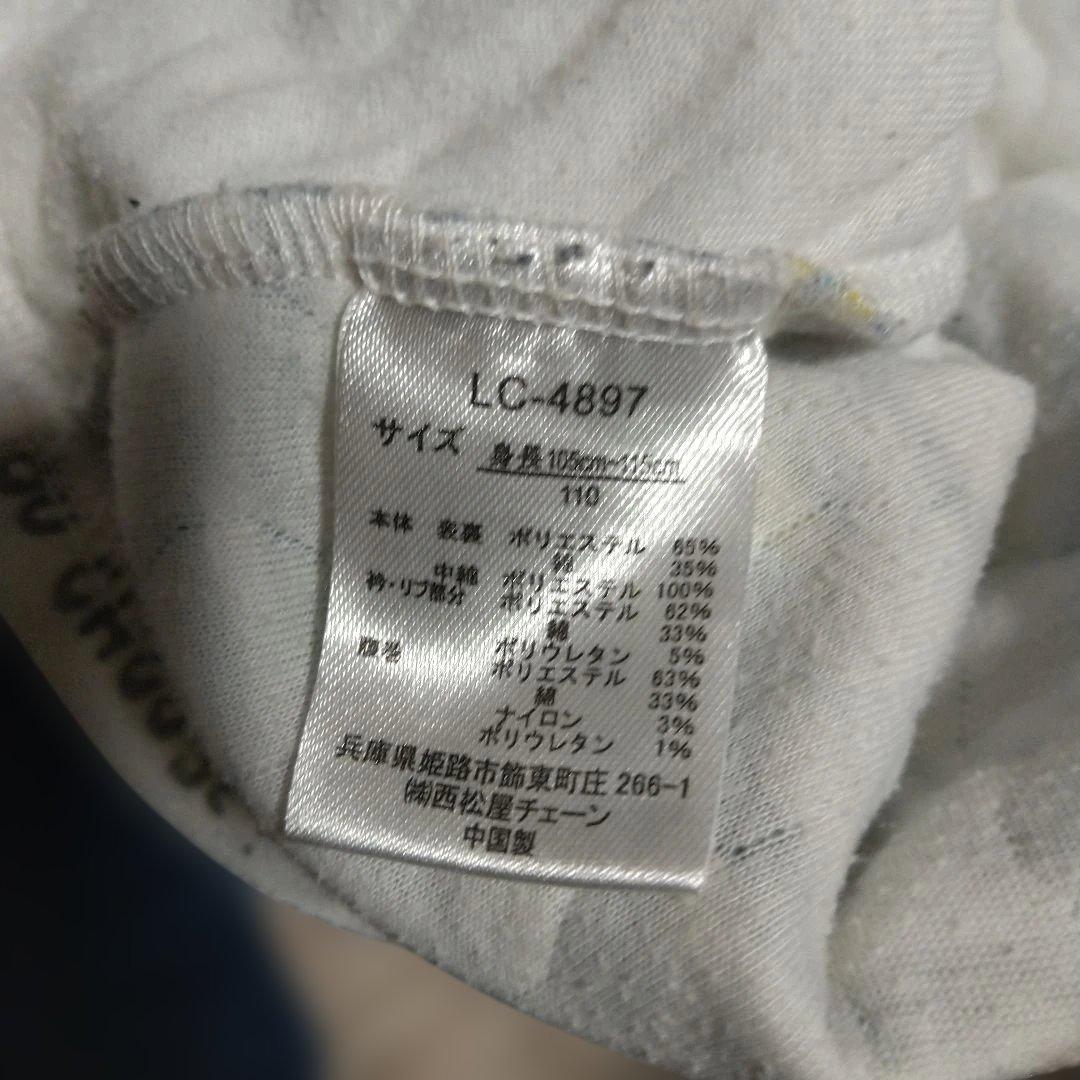 LC-4897
サイズ 身長105cm~115cm
110
本体 表裏 ポリエステル 65%
綿 35%
中綿 ポリエステル 100%
衿・リブ部分 ポリエステル 62%
綿 33%
ポリウレタン 5%
腹巻 ポリエステル 63%
綿 33%
ナイロン 3%
ポリウレタン 1%
兵庫県姫路市飾東町庄266-1
㈱西松屋チェーン
中国製